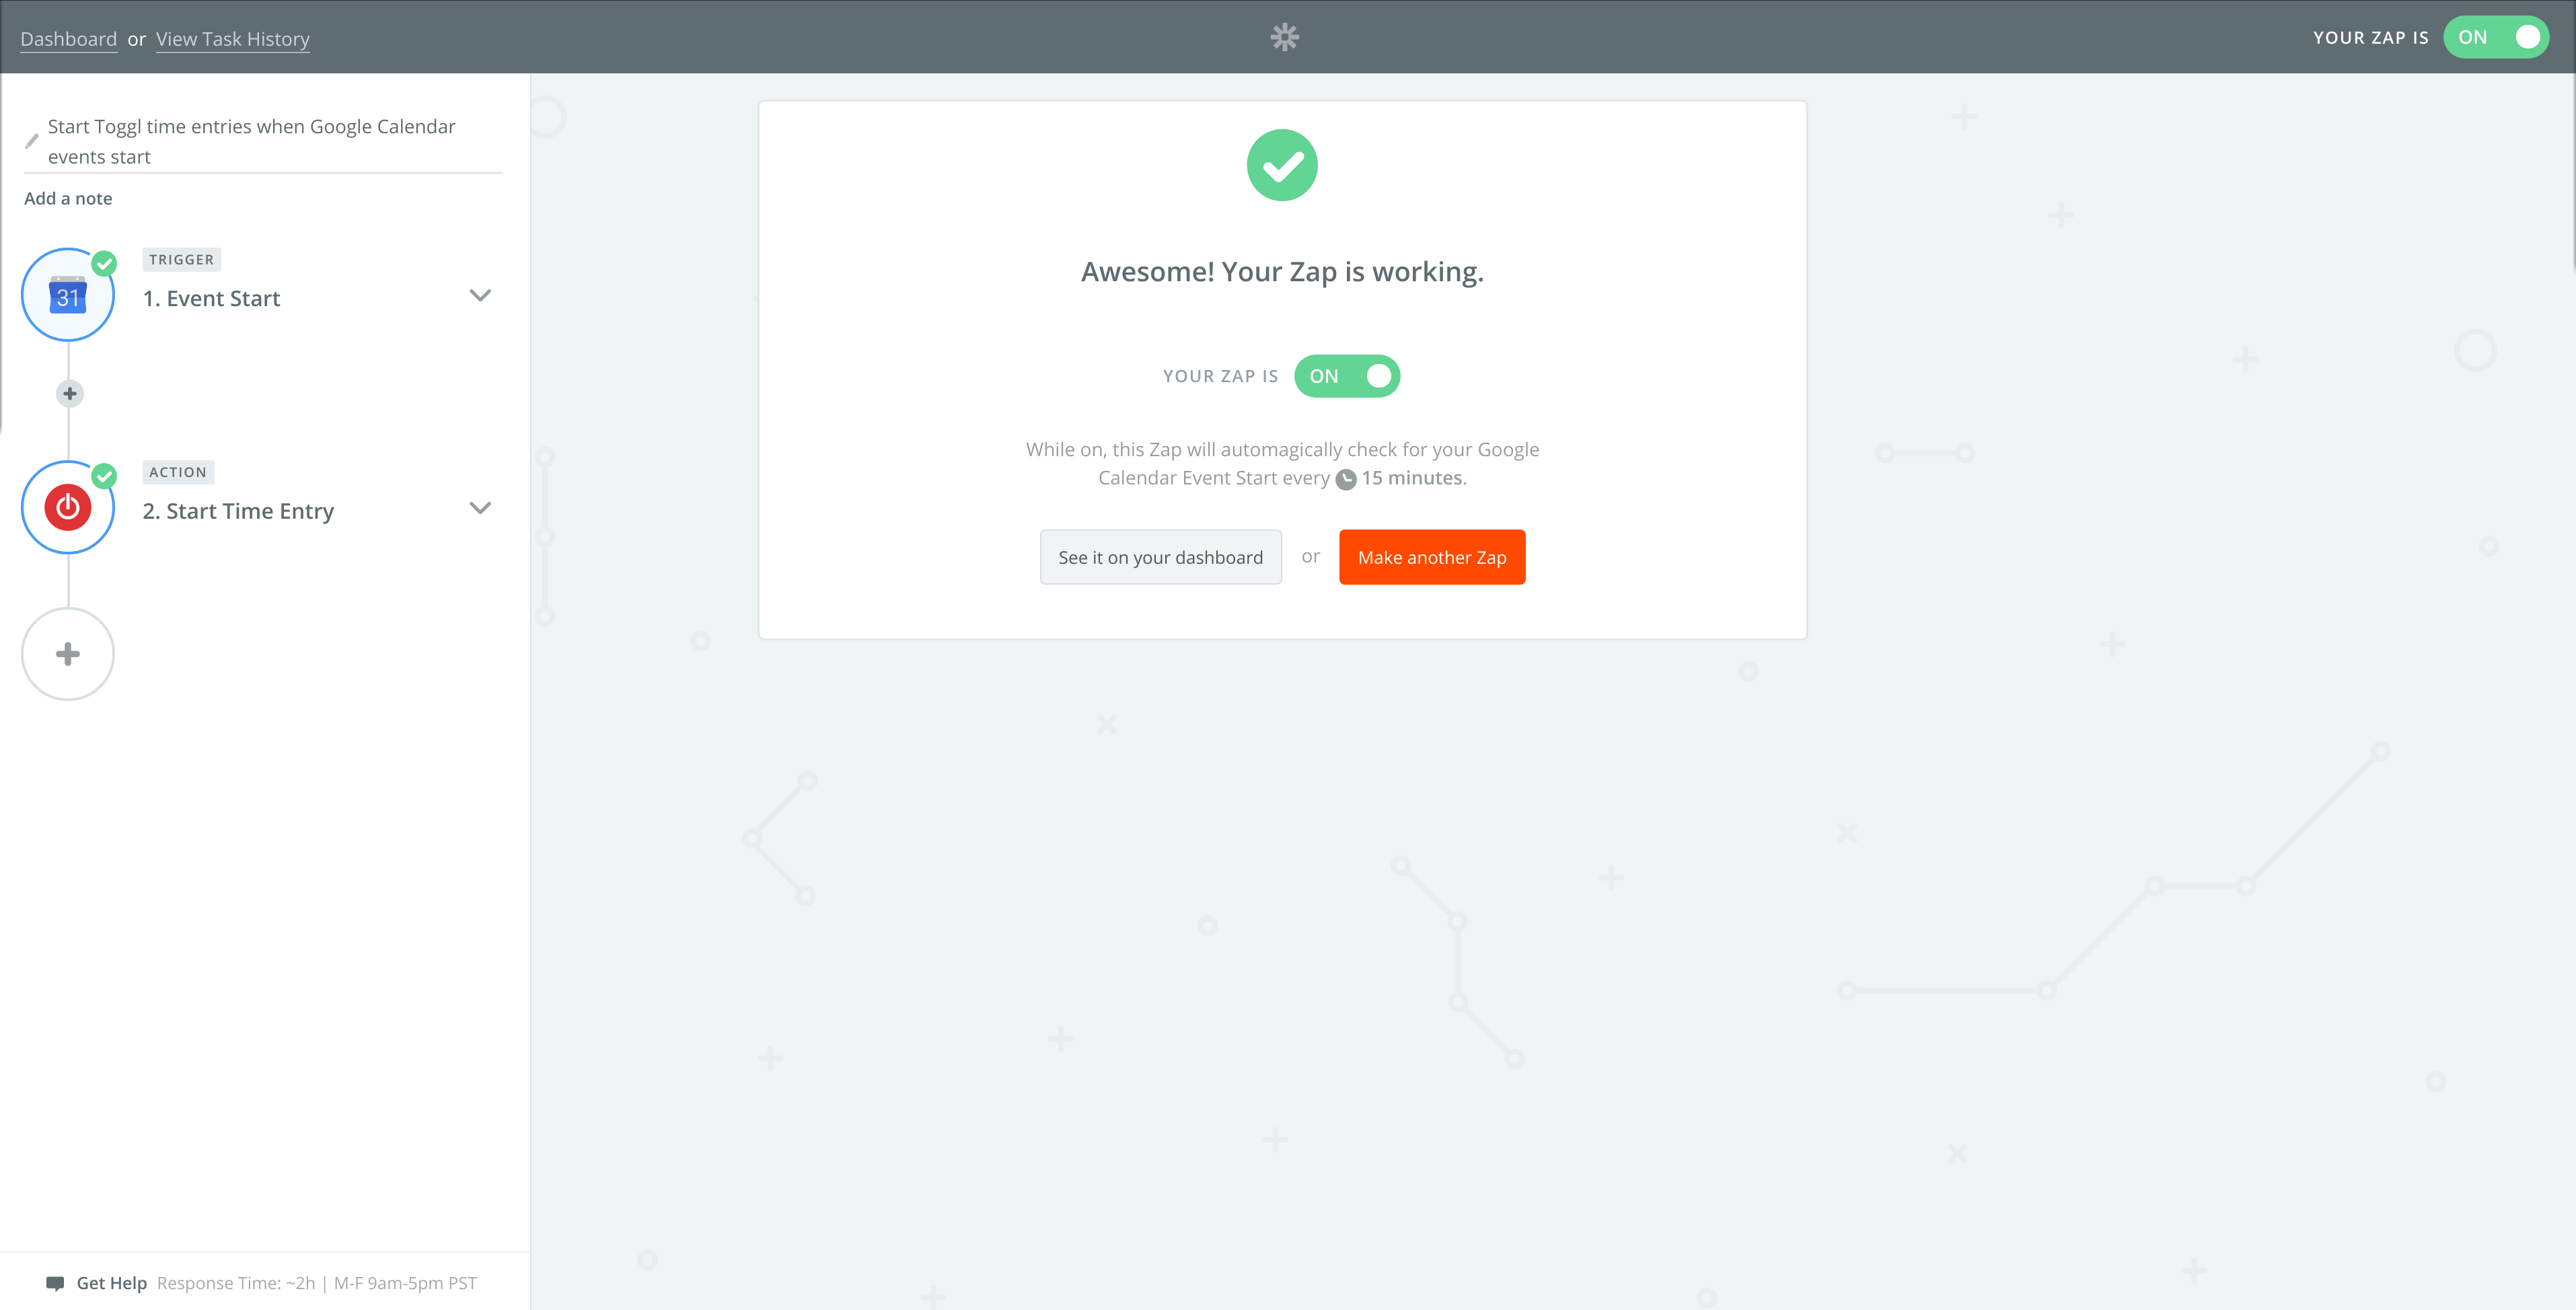 Dashboard or View Task History
YOUR ZAP IS ON
Start Toggl time entries when Google Calendar
events start
Add a note
TRIGGER
31
1. Event Start
ACTION
2. Start Time Entry
Get Help Response Time: ~2h | M-F 9am-5pm PST
Awesome! Your Zap is working.
YOUR ZAP IS ON
While on, this Zap will automagically check for your Google
Calendar Event Start every 15 minutes.
See it on your dashboard or Make another Zap